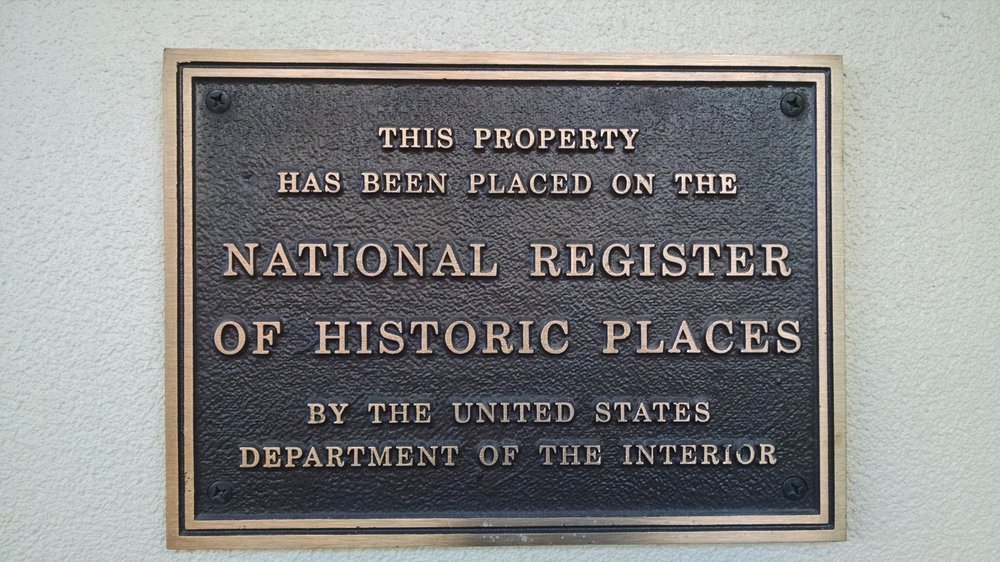 THIS PROPERTY
HAS BEEN PLACED ON THE
NATIONAL REGISTER
OF HISTORIC PLACES
BY THE UNITED STATES
DEPARTMENT OF THE INTERIOR